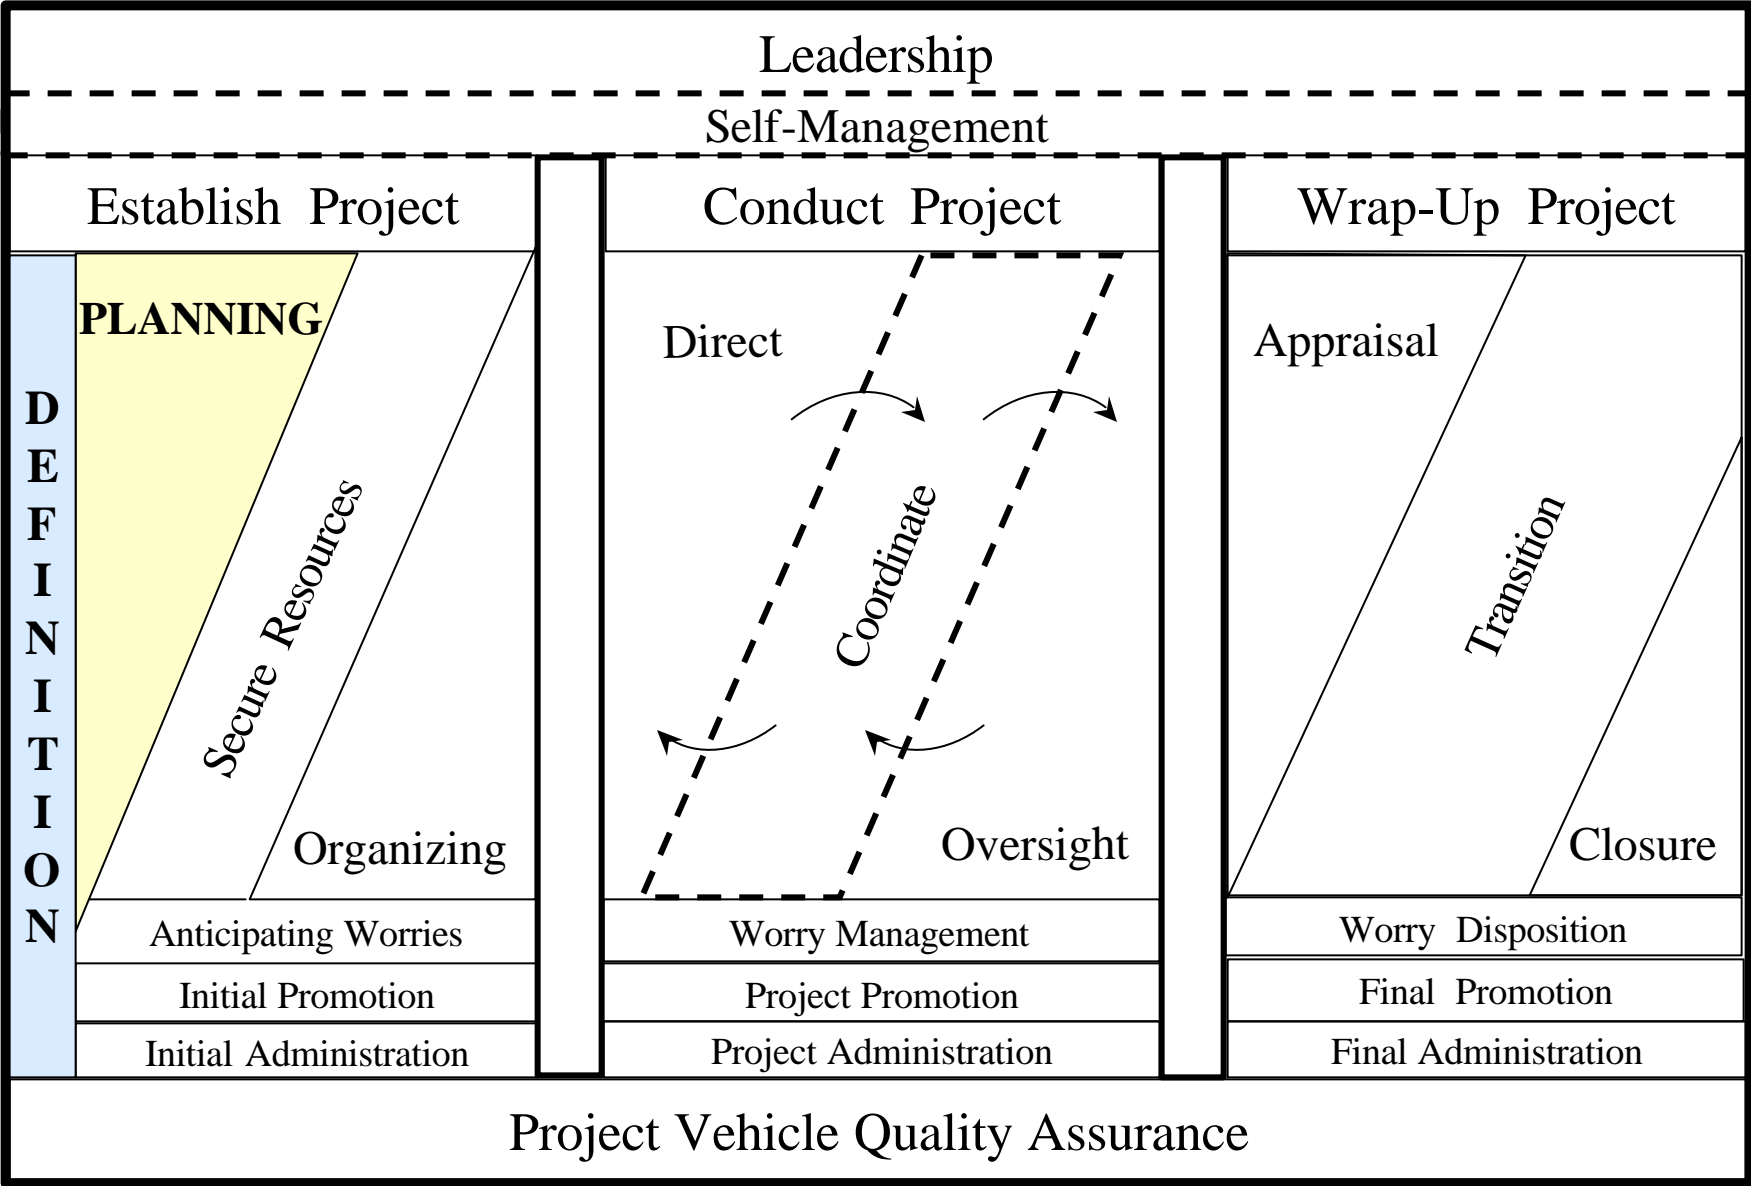 Leadership
Self-Management
Establish Project
DEFINITION
PLANNING
Secure Resources
Organizing
Anticipating Worries
Initial Promotion
Initial Administration
Conduct Project
Direct
Coordinate
Oversight
Worry Management
Project Promotion
Project Administration
Wrap-Up Project
Appraisal
Transition
Closure
Worry Disposition
Final Promotion
Final Administration
Project Vehicle Quality Assurance